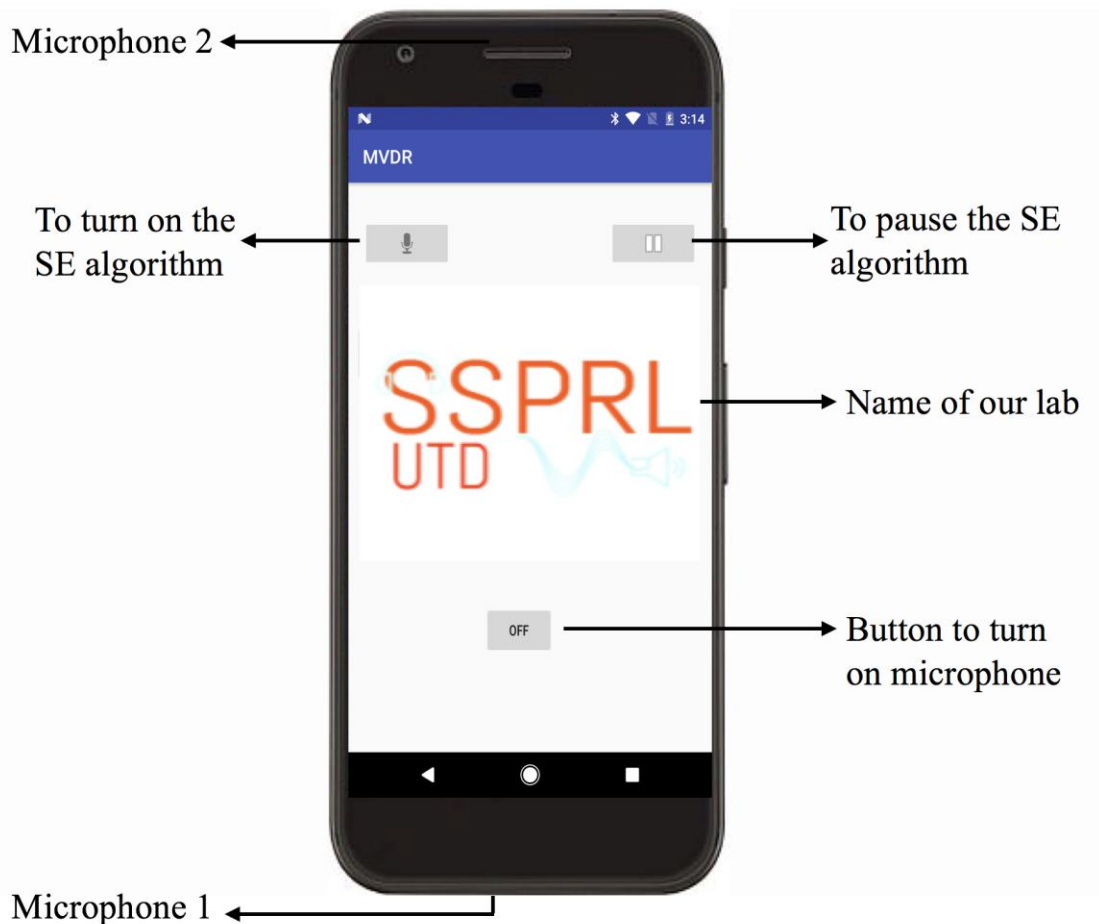 Microphone 2
3:14
MVDR
To turn on the
SE algorithm
To pause the SE
algorithm
SSPRL
UTD
Name of our lab
OFF
Button to turn
on microphone
Microphone 1